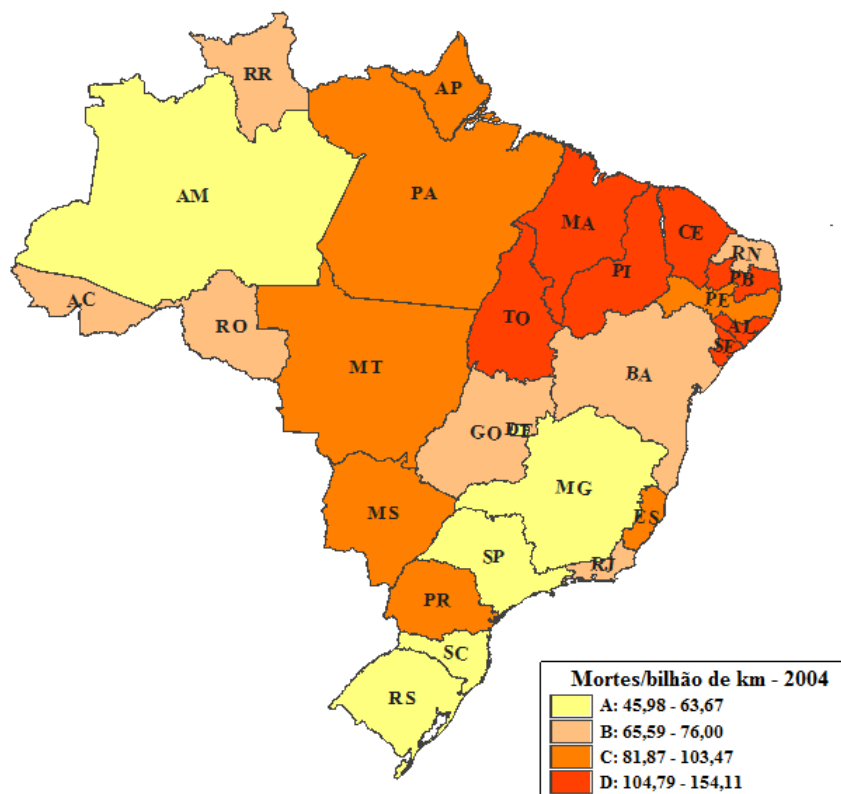 RR
AP
AM
PA
MA
CE
RN
PB
PI
PE
AC
TO
AL
SE
RO
MT
BA
GO
DF
MG
MS
ES
SP
RJ
PR
SC
RS
Mortes/bilhão de km - 2004
A: 45,98 - 63,67
B: 65,59 - 76,00
C: 81,87 - 103,47
D: 104,79 - 154,11